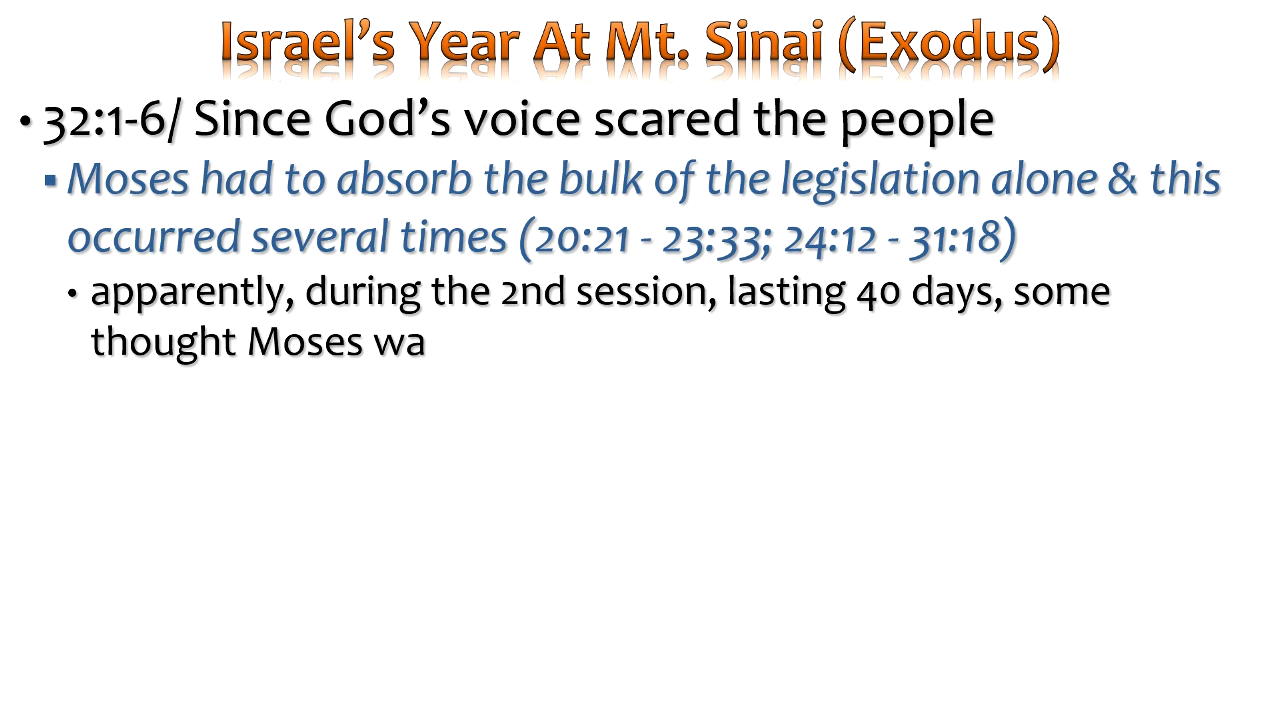 Israel’s Year At Mt. Sinai (Exodus)
• 32:1-6/ Since God’s voice scared the people
▪ Moses had to absorb the bulk of the legislation alone & this
occurred several times (20:21 - 23:33; 24:12 - 31:18)
• apparently, during the 2nd session, lasting 40 days, some
thought Moses wa